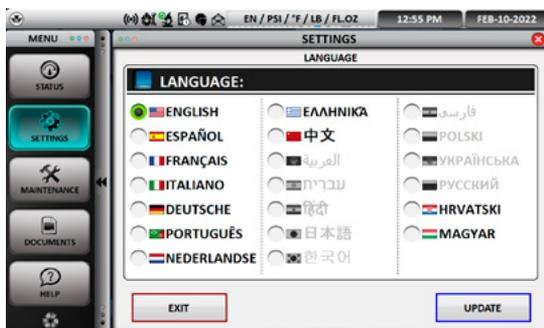 EN / PSI / °F / LB / FL.OZ
12:55 PM
FEB-10-2022
MENU
SETTINGS
LANGUAGE
STATUS
SETTINGS
MAINTENANCE
DOCUMENTS
HELP
LANGUAGE:
ENGLISH
ESPAÑOL
FRANÇAIS
ITALIANO
DEUTSCHE
PORTUGUÊS
NEDERLANDSE
ΕΛΛΗΝΙΚΆ
中文
العربية
עברית
हिंदी
日本語
한국어
فارسی
POLSKI
УКРАЇНСЬКА
РУССКИЙ
HRVATSKI
MAGYAR
EXIT
UPDATE